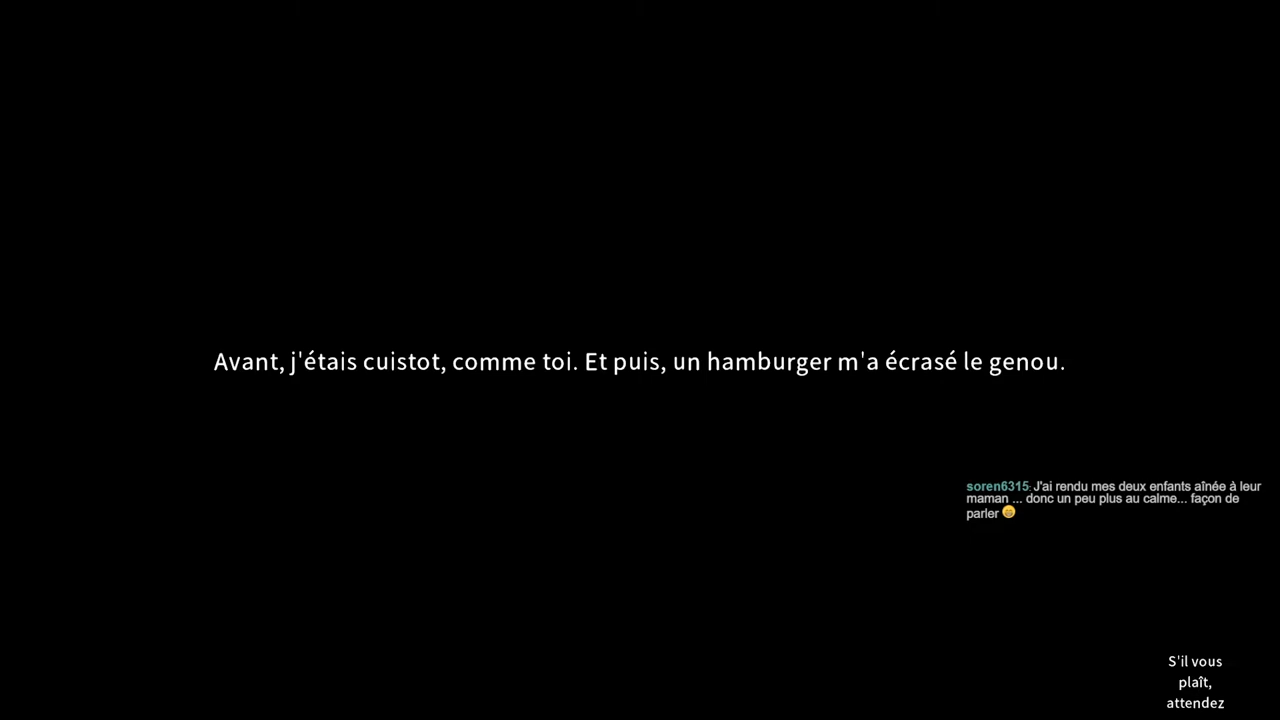 Avant, j'étais cuistot, comme toi. Et puis, un hamburger m'a écrasé le genou.
soren6315: J'ai rendu mes deux enfants aînée à leur
maman ... donc un peu plus au calme... façon de
parler 😁
S'il vous
plaît,
attendez